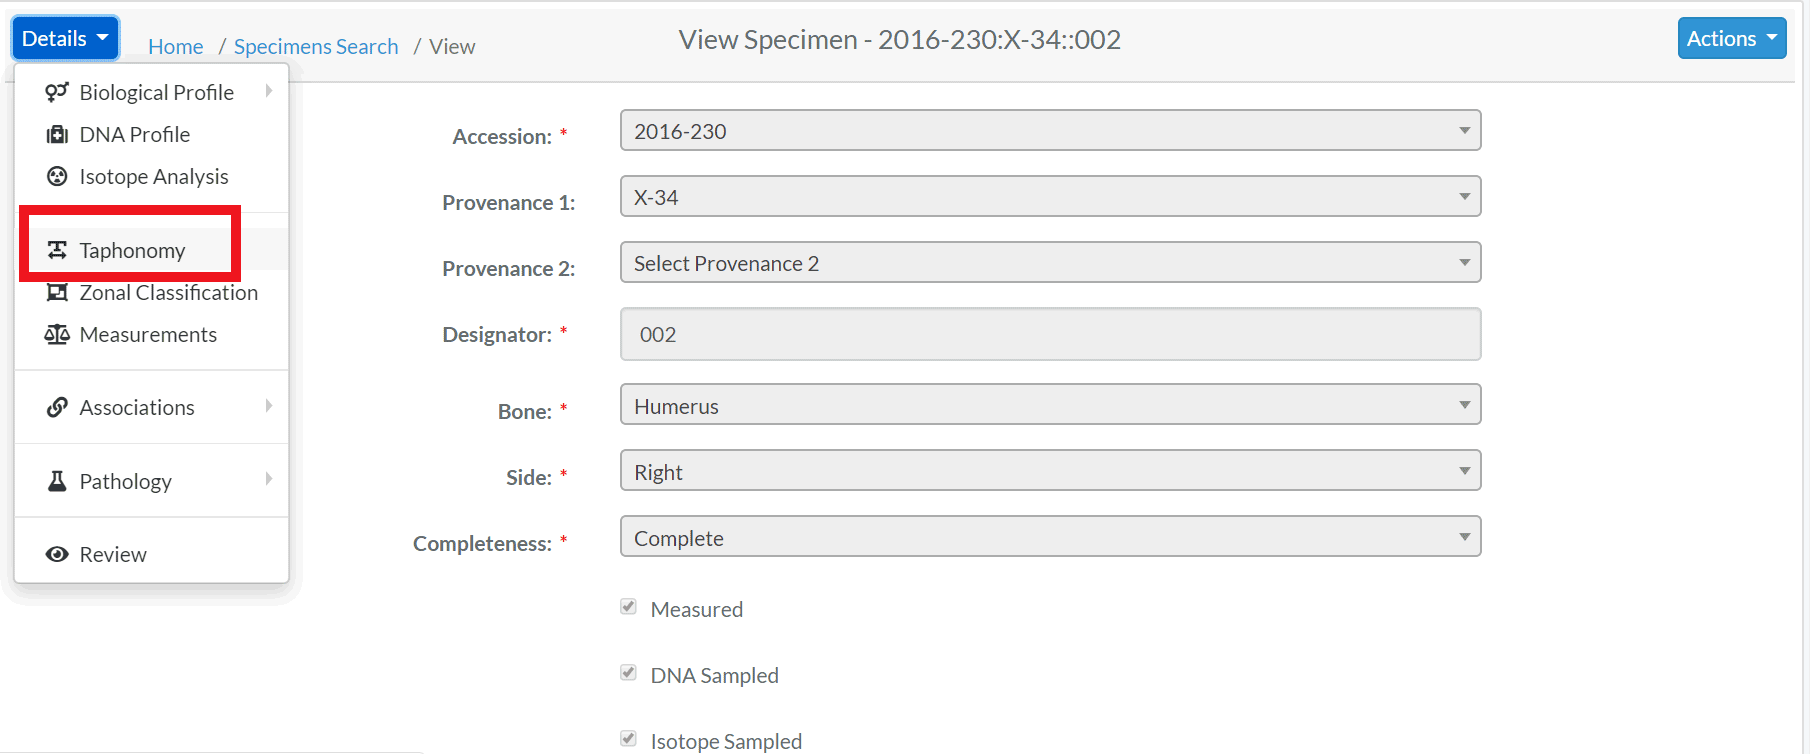 Details
Home / Specimens Search / View
View Specimen - 2016-230:X-34::002
Actions
Biological Profile
DNA Profile
Isotope Analysis
Taphonomy
Zonal Classification
Measurements
Associations
Pathology
Review
Accession: * 2016-230
Provenance 1: X-34
Provenance 2: Select Provenance 2
Designator: * 002
Bone: * Humerus
Side: * Right
Completeness: * Complete
Measured
DNA Sampled
Isotope Sampled